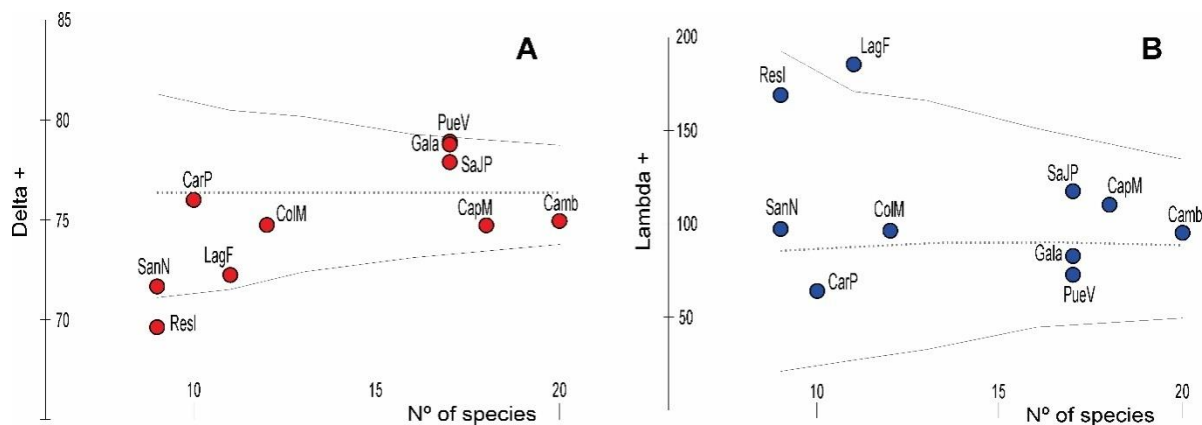 85
A
80
PueV
Gala
SaJP
CarP
Delta +
75
ColM
CapM
Camb
SanN
LagF
70
ResI
10
15
20
Nº of species
200
LagF
B
ResI
150
SaJP
CapM
Lambda +
100
SanN
ColM
Camb
Gala
CarP
PueV
50
10
15
20
Nº of species